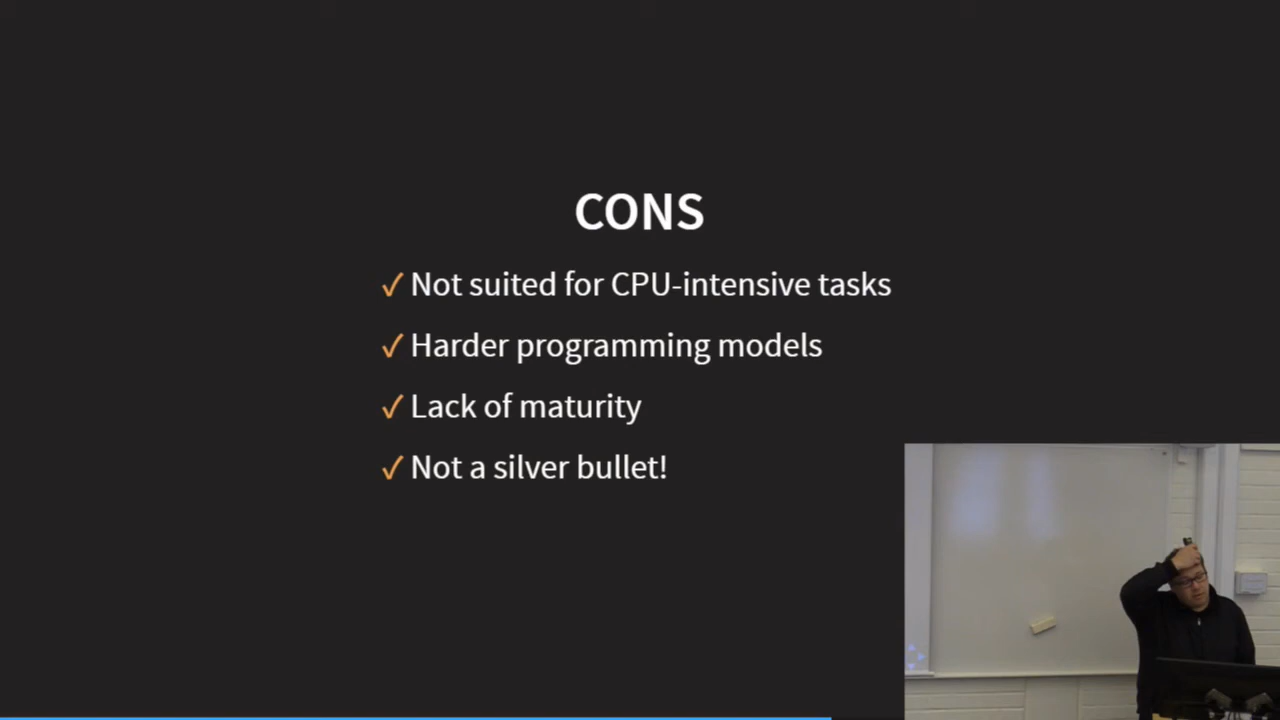 CONS
✓ Not suited for CPU-intensive tasks
✓ Harder programming models
✓ Lack of maturity
✓ Not a silver bullet!